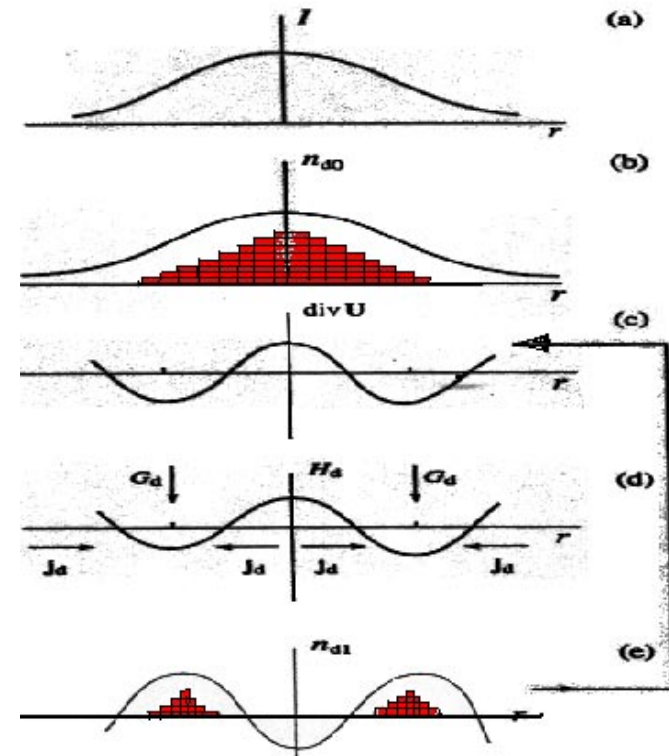 I (a)
r
n_d0 (b)
r
div U (c)
r
G_d H_d G_d (d)
r
J_d J_d J_d J_d
n_d1 (e)